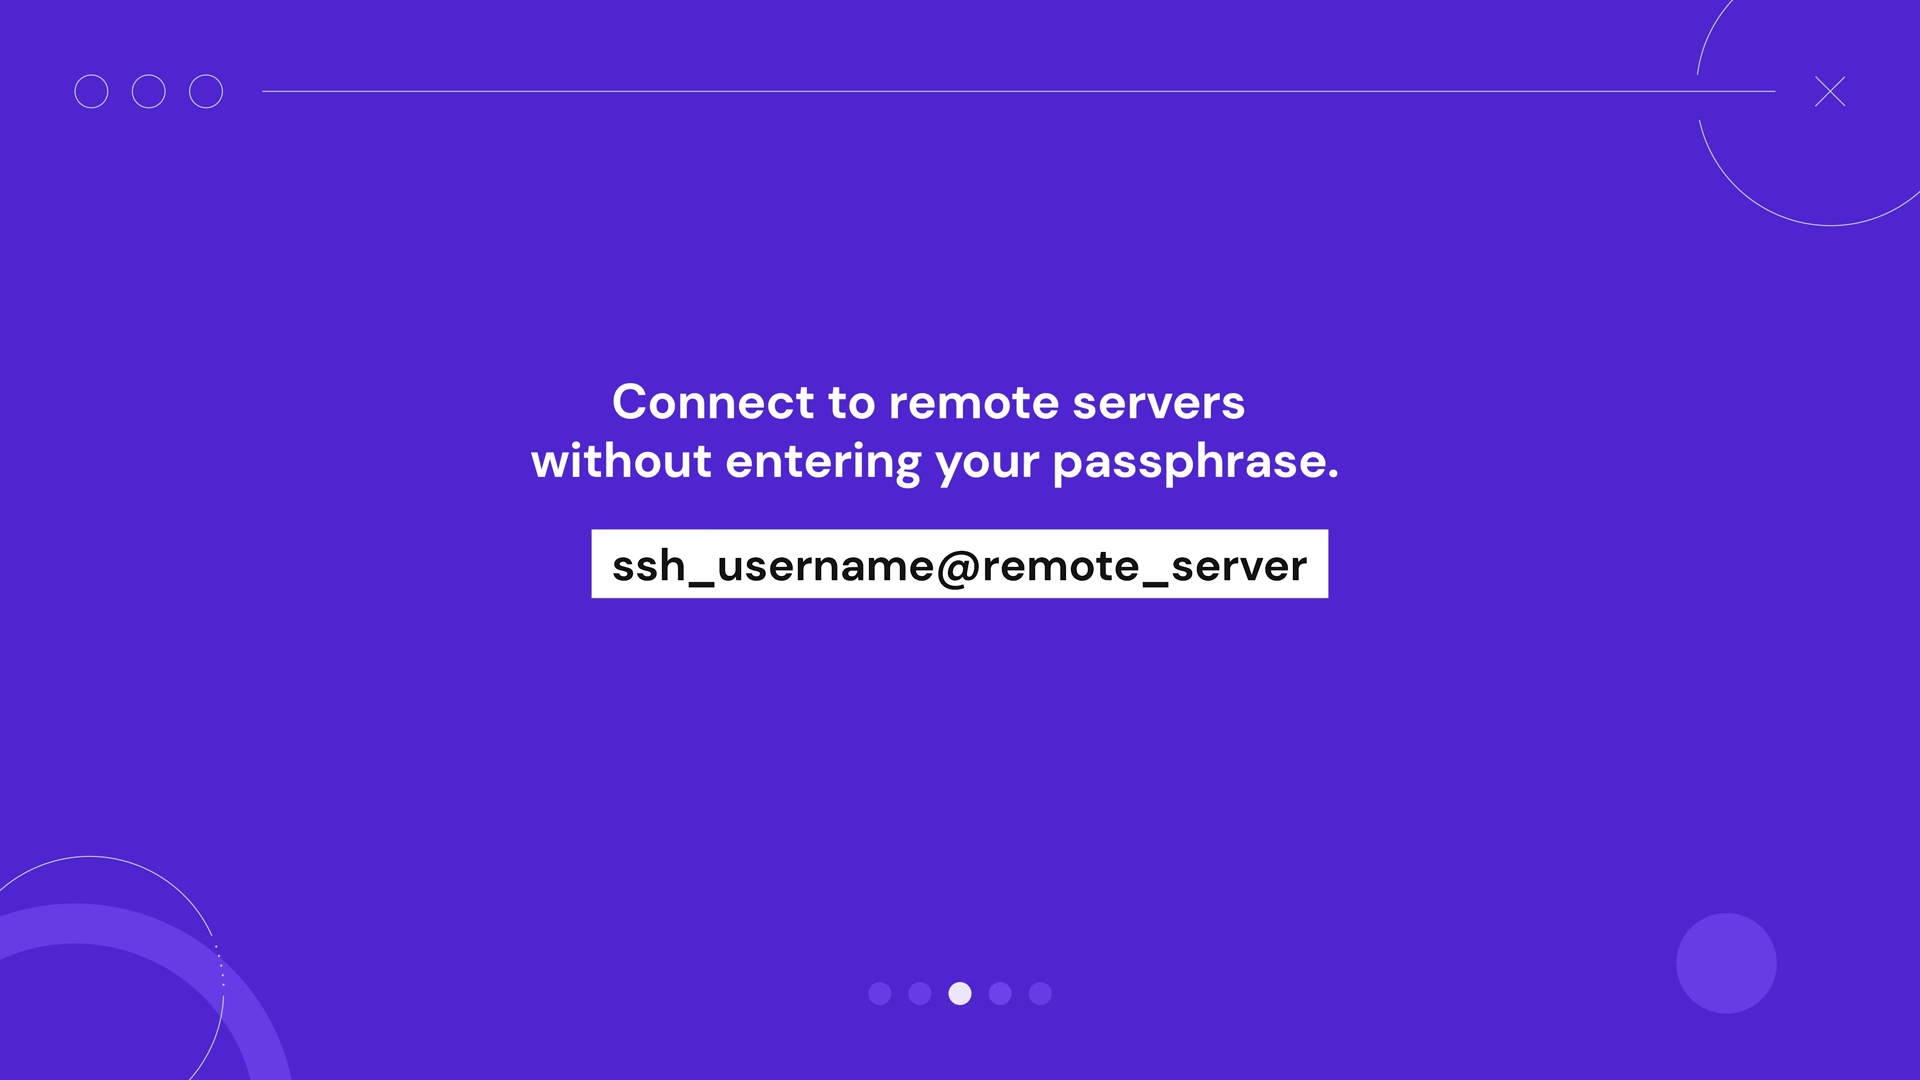 Connect to remote servers
without entering your passphrase.
ssh_username@remote_server